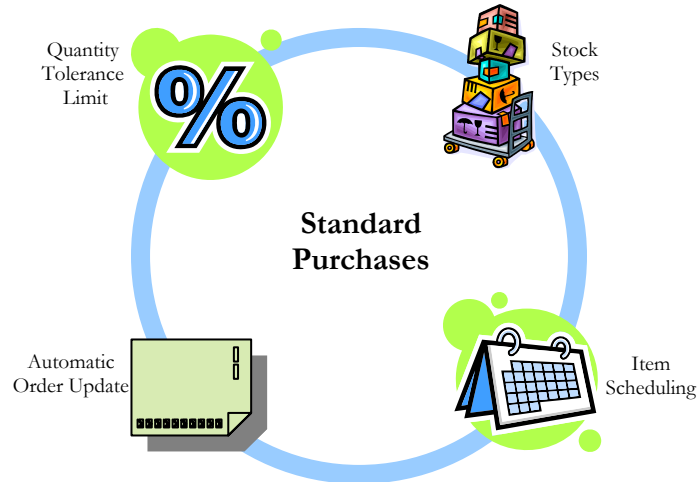 Quantity
Tolerance
Limit
%
Stock
Types
Standard
Purchases
Automatic
Order Update
Item
Scheduling